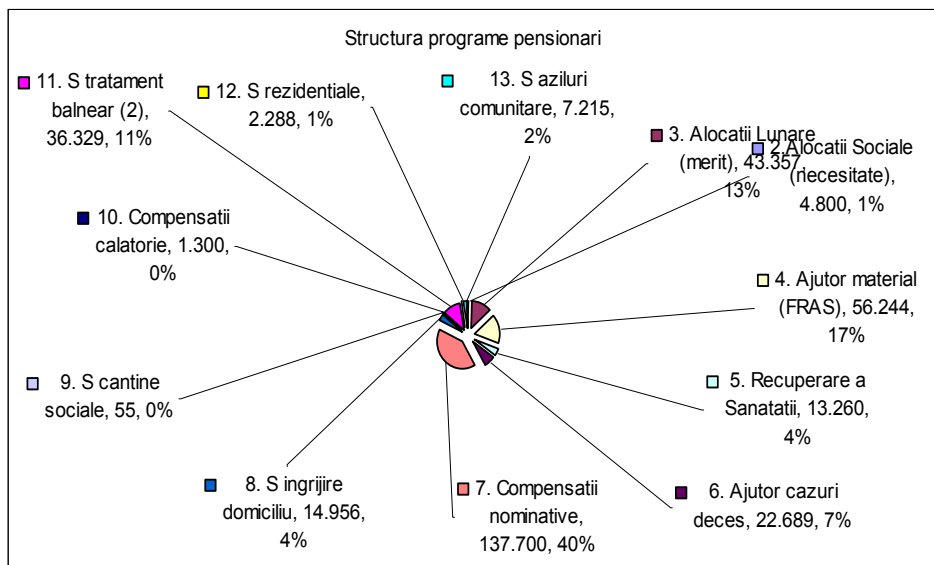 Structura programe pensionari
11. S tratament
balnear (2),
36.329, 11%
12. S rezidentiale,
2.288, 1%
13. S aziluri
comunitare, 7.215,
2%
3. Alocatii Lunare
(merit), 43.357
13%
2.Alocatii Sociale
(necesitate),
4.800, 1%
10. Compensatii
calatorie, 1.300,
0%
4. Ajutor material
(FRAS), 56.244,
17%
9. S cantine
sociale, 55, 0%
5. Recuperare a
Sanatatii, 13.260,
4%
8. S ingrijire
domiciliu, 14.956,
4%
7. Compensatii
nominative,
137.700, 40%
6. Ajutor cazuri
deces, 22.689, 7%